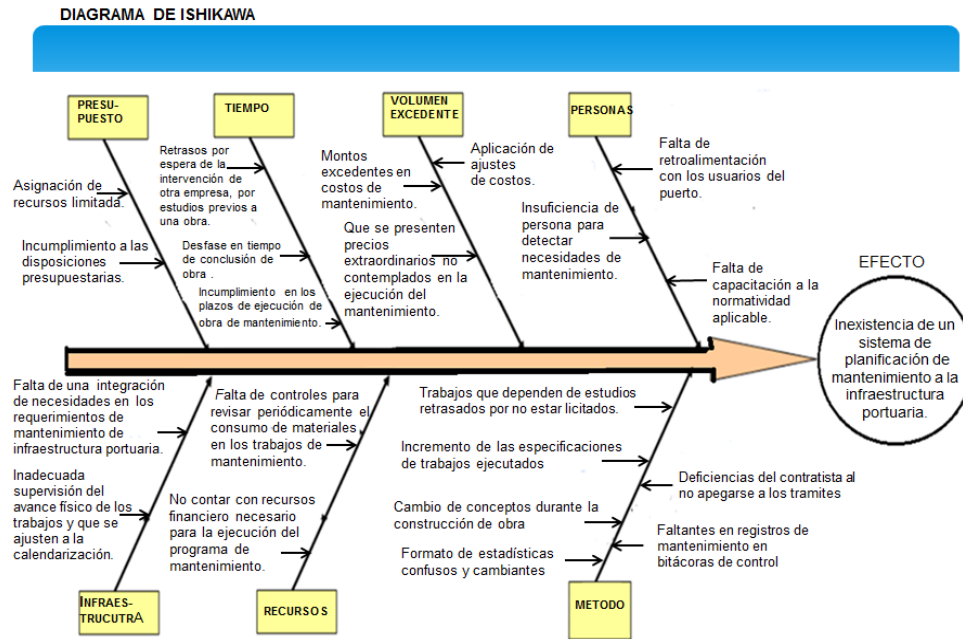 DIAGRAMA DE ISHIKAWA
PRESU-
PUESTO
TIEMPO
VOLUMEN
EXCEDENTE
PERSONAS
Asignación de
recursos limitada.
Incumplimiento a las
disposiciones
presupuestarias.
Retrasos por
espera de la
intervención de
otra empresa, por
estudios previos a
una obra.
Desfase en tiempo
de conclusión de
obra .
Incumplimiento en los
plazos de ejecución de
obra de mantenimiento.
Montos
excedentes en
costos de
mantenimiento.
Aplicación de
ajustes
de costos.
Que se presenten
precios
extraordinarios no
contemplados en la
ejecución del
mantenimiento.
Insuficiencia de
persona para
detectar
necesidades de
mantenimiento.
Falta de
retroalimentación
con los usuarios del
puerto.
Falta de
capacitación a la
normatividad
aplicable.
EFECTO
Inexistencia de un
sistema de
planificación de
mantenimiento a la
infraestructura
portuaria.
Falta de una integración
de necesidades en los
requerimientos de
mantenimiento de
infraestructura portuaria.
Inadecuada
supervisión del
avance físico de los
trabajos y que se
ajusten a la
calendarización.
Falta de controles para
revisar periódicamente el
consumo de materiales
en los trabajos de
mantenimiento.
No contar con recursos
financiero necesario
para la ejecución del
programa de
mantenimiento.
Trabajos que dependen de estudios
retrasados por no estar licitados.
Incremento de las especificaciones
de trabajos ejecutados
Cambio de conceptos durante la
construcción de obra
Formato de estadísticas
confusos y cambiantes
Deficiencias del contratista al
no apegarse a los tramites
Faltantes en registros de
mantenimiento en
bitácoras de control
INFRAES-
TRUCUTRA
RECURSOS
METODO